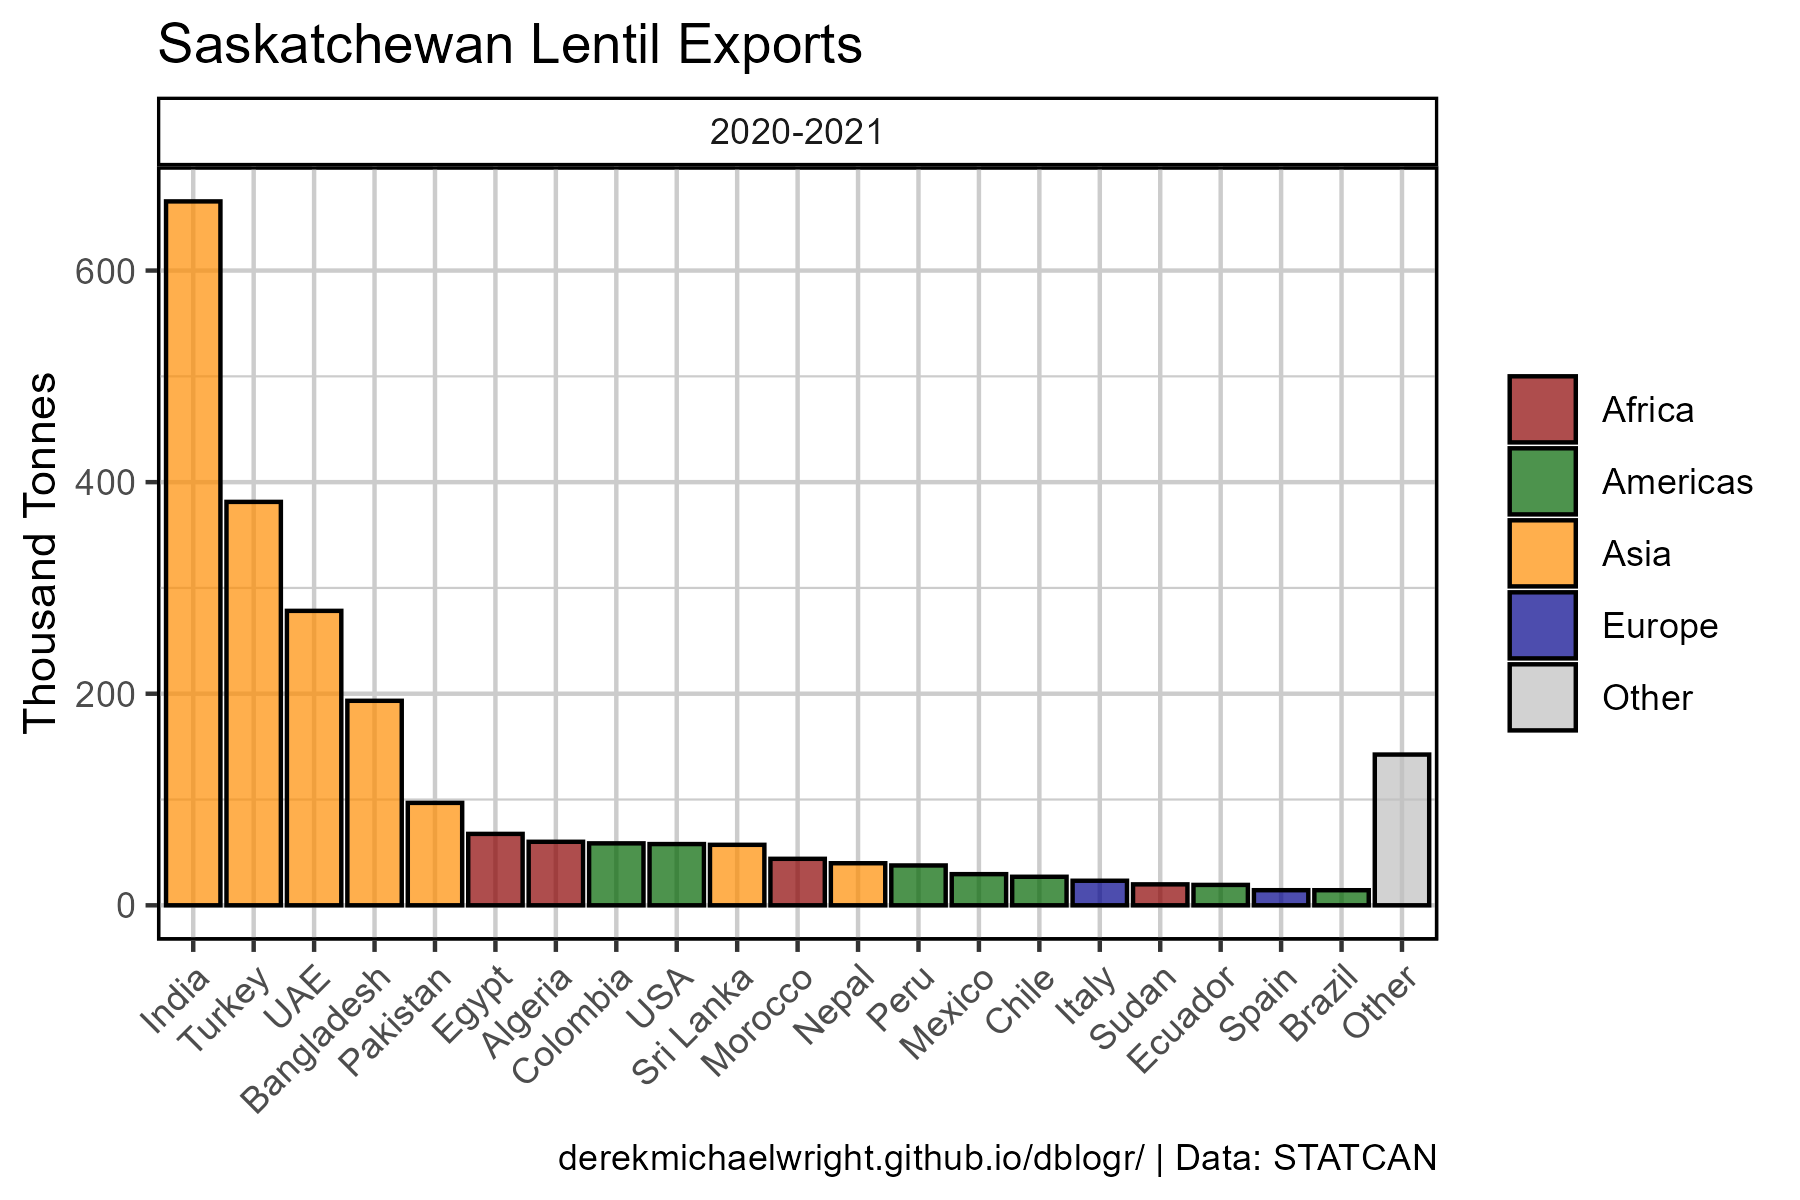 Saskatchewan Lentil Exports
2020-2021
Thousand Tonnes
600
400
200
0
India
Turkey
UAE
Bangladesh
Pakistan
Egypt
Algeria
Colombia
USA
Sri Lanka
Morocco
Nepal
Peru
Mexico
Chile
Italy
Sudan
Ecuador
Spain
Brazil
Other
Africa
Americas
Asia
Europe
Other
derekmichaelwright.github.io/dblogr/ | Data: STATCAN